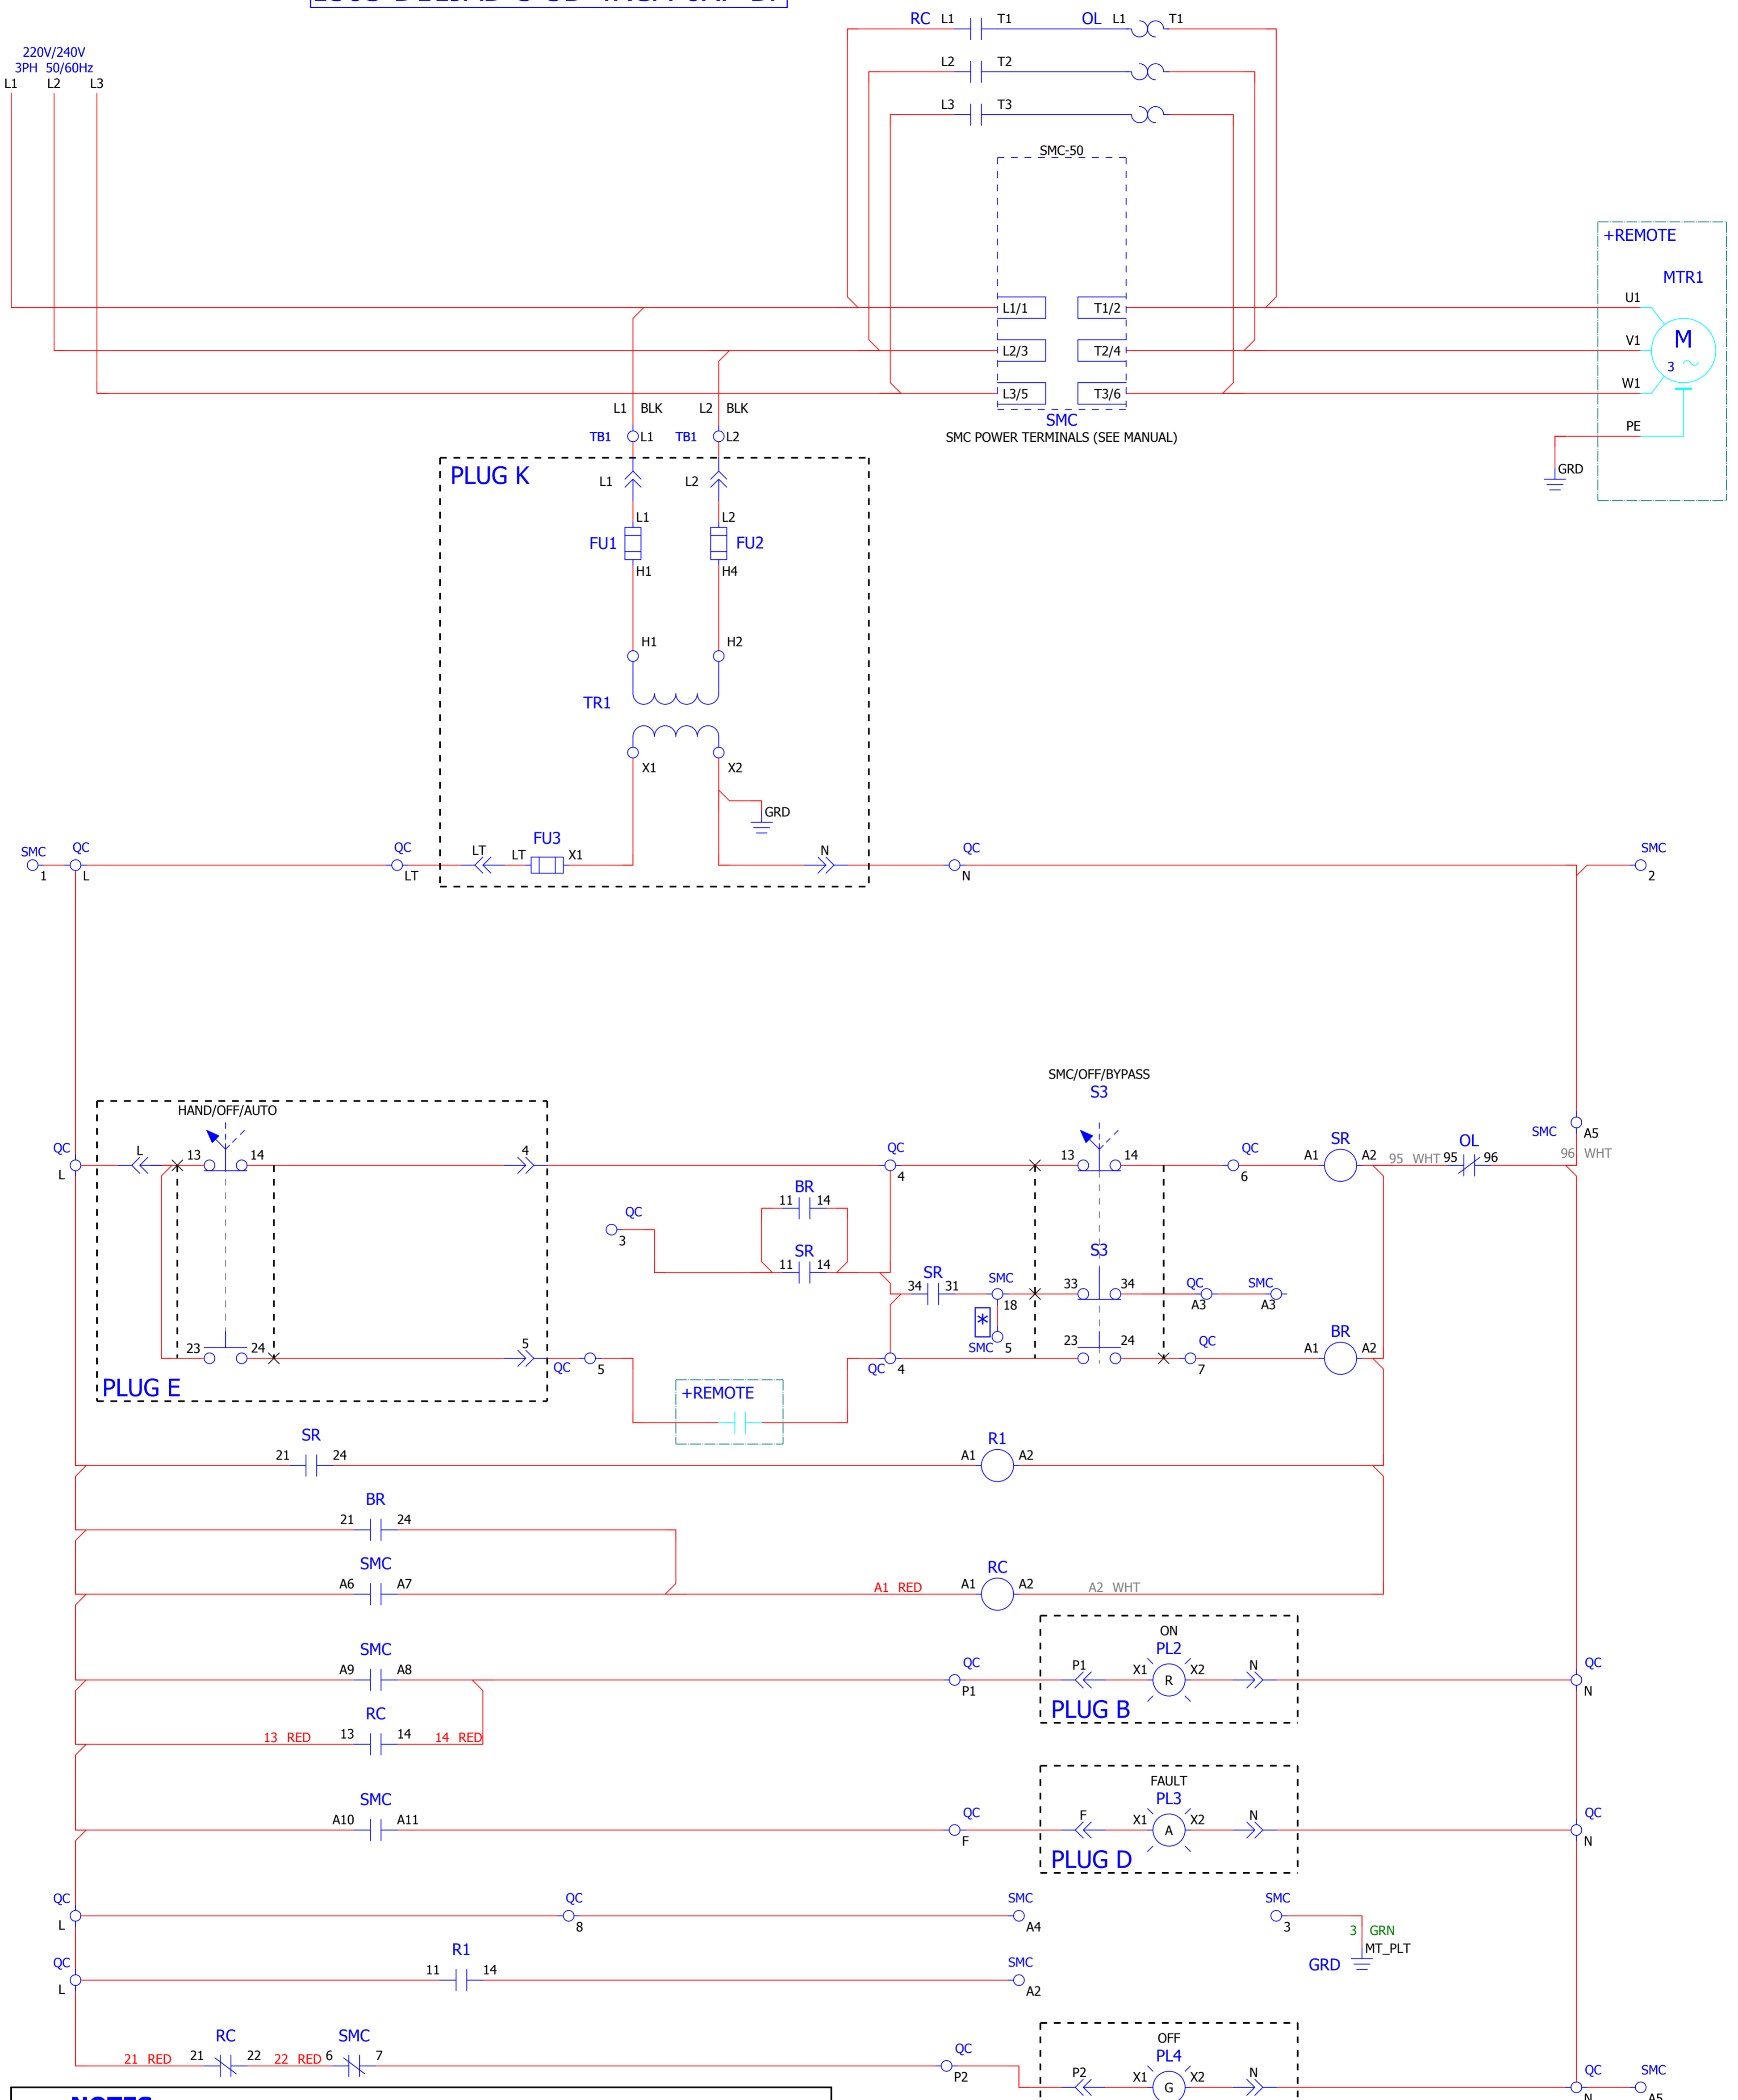 RC L1 T1 OL L1 T1
220V/240V
3PH 50/60Hz
L1 L2 L3
L2 T2
L3 T3
SMC-50
+REMOTE
MTR1
L1/1 T1/2 U1
L2/3 T2/4 V1 M
3
L3/5 T3/6 W1
L1 BLK L2 BLK
SMC
PE
TB1 L1 TB1 L2
SMC POWER TERMINALS (SEE MANUAL)
PLUG K
L1 L2
GRD
L1 L2
FU1 FU2
H1 H4
H1 H2
TR1
X1 X2
GRD
FU3
SMC QC QC LT LT X1 N QC SMC
1 L LT N 2
SMC/OFF/BYPASS
S3
HAND/OFF/AUTO
SMC A5
QC L 13 14 4 QC 13 14 QC SR OL
A1 A2 95 WHT 95 96 96 WHT
L 4 6
BR
11 14
QC
3
SR
11 14
S3
SR
34 31 SMC 33 34 QC SMC
18 A3 A3
*
SMC 5
23 24 5 QC 5 QC 4 23 24 QC 7 BR
A1 A2
PLUG E
+REMOTE
SR
21 24
R1
A1 A2
BR
21 24
SMC
A6 A7
RC
A1 RED A1 A2 A2 WHT
ON
SMC
A9 A8
PL2
QC P1 X1 R X2 N QC
P1 N
PLUG B
RC
13 RED 13 14 14 RED
FAULT
SMC
A10 A11
PL3
QC F X1 A X2 N QC
F N
PLUG D
QC QC SMC SMC
L 8 A4 3
3 GRN
MT_PLT
GRD
QC R1 SMC
L 11 14 A2
RC SMC
21 RED 21 22 22 RED 6 7
QC
P2
OFF
PL4
P2 X1 G X2 N
QC SMC